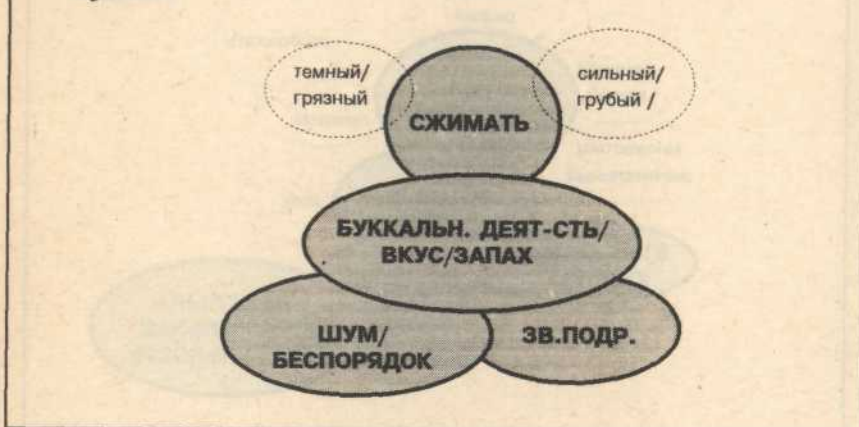 темный/
грязный
сильный/
грубый /
СЖИМАТЬ
БУККАЛЬН. ДЕЯТ-СТЬ/
ВКУС/ЗАПАХ
ШУМ/
БЕСПОРЯДОК
ЗВ.ПОДР.